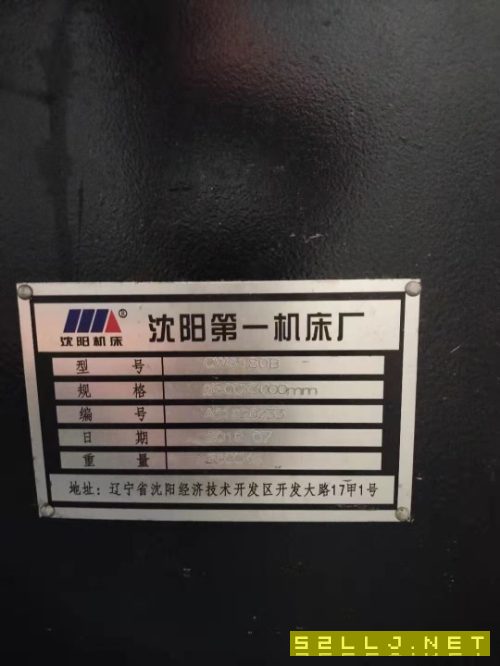 沈阳机床
沈阳第一机床厂
型 号
规 格
编 号
日 期
重 量
地址：辽宁省沈阳经济技术开发区开发大路17甲1号
52LLJ.NET